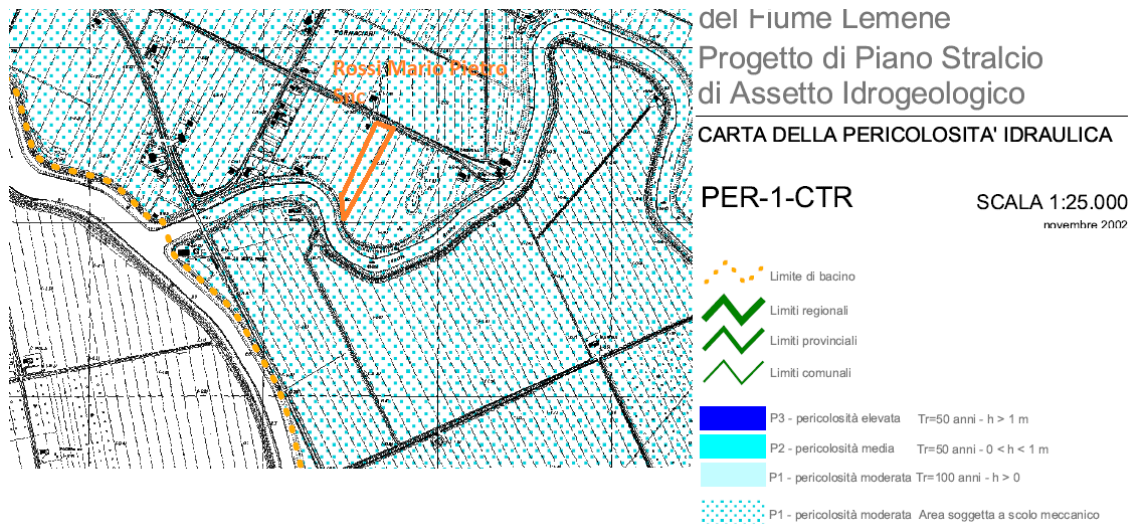 FORNACIARI
Rossi Mario Pietro
Snc
del Fiume Lemene
Progetto di Piano Stralcio
di Assetto Idrogeologico
CARTA DELLA PERICOLOSITA' IDRAULICA
PER-1-CTR
SCALA 1:25.000
novembre 2002
Limite di bacino
Limiti regionali
Limiti provinciali
Limiti comunali
P3 - pericolosità elevata Tr=50 anni - h > 1 m
P2 - pericolosità media Tr=50 anni - 0 < h < 1 m
P1 - pericolosità moderata Tr=100 anni - h > 0
P1 - pericolosità moderata Area soggetta a scolo meccanico